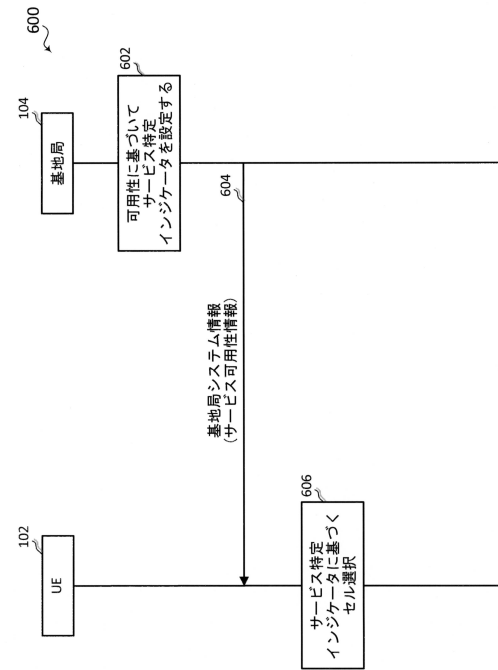 600
102
UE
104
基地局
602
可用性に基づいて
サービス特定
インジケータを設定する
604
基地局システム情報
(サービス可用性情報)
606
サービス特定
インジケータに基づく
セル選択